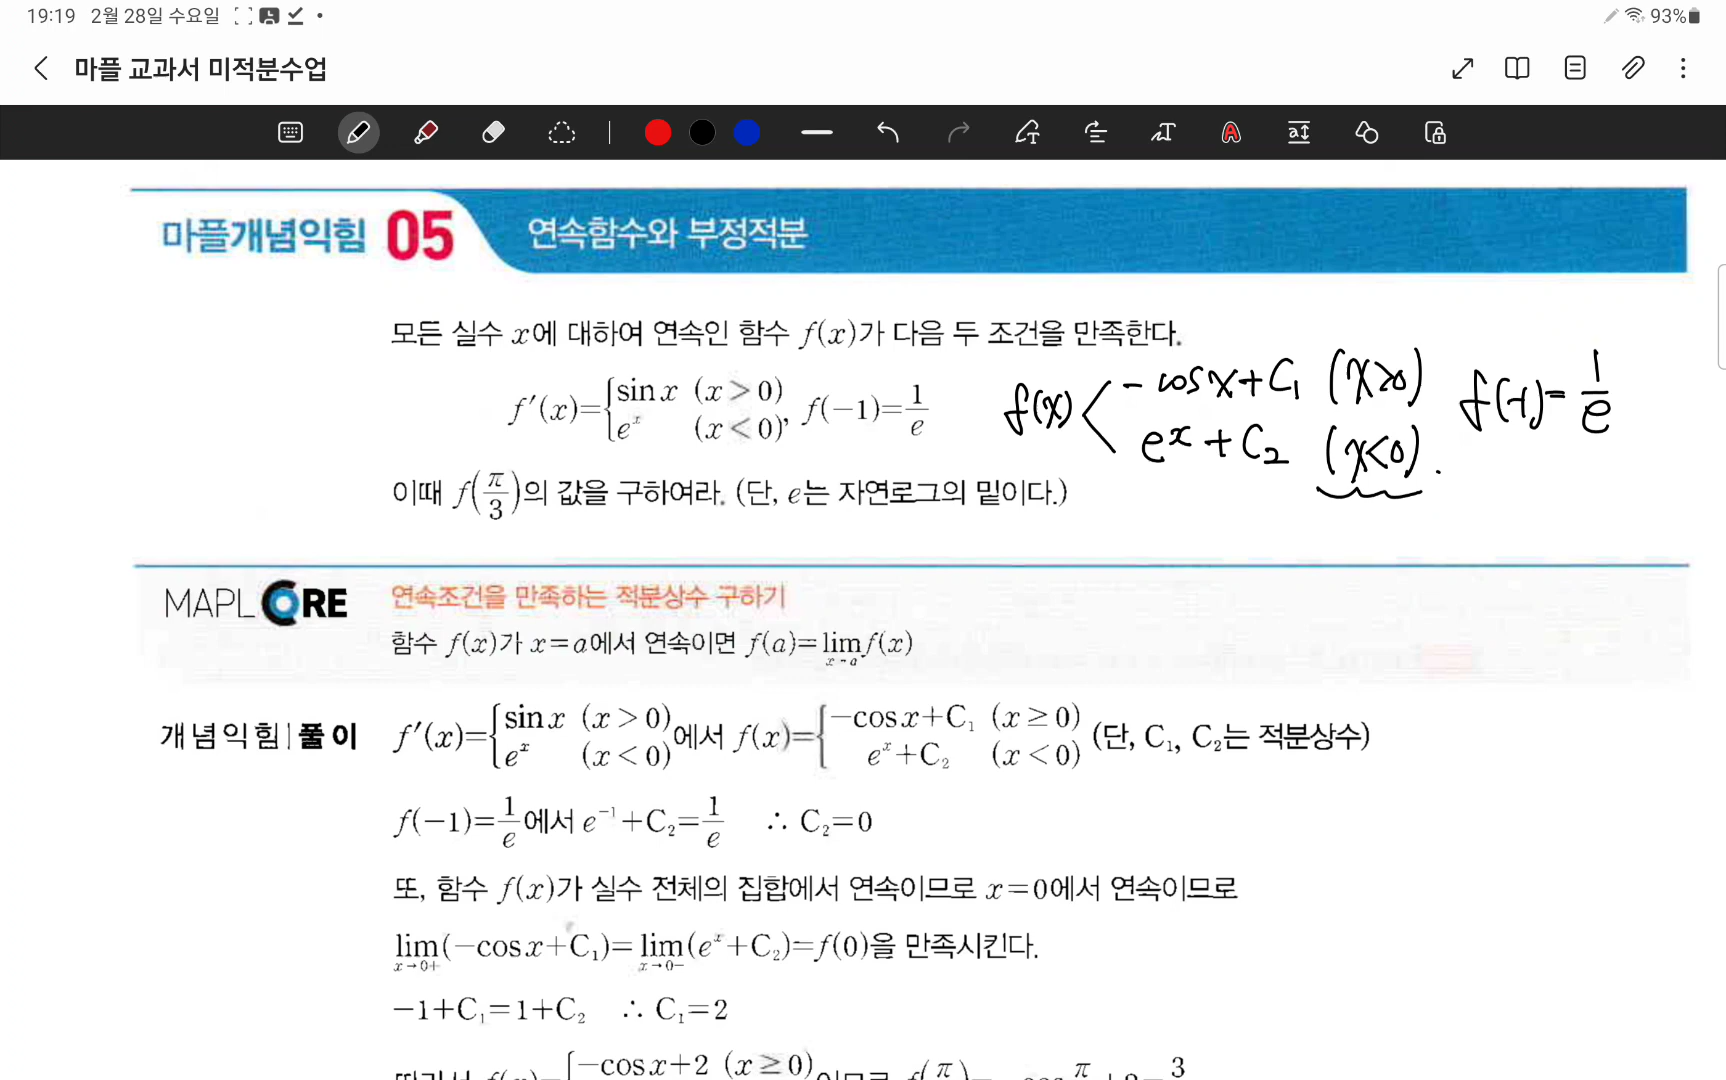 19:19 2월 28일 수요일 93%
마플 교과서 미적분수업
마플개념익힘 05 연속함수와 부정적분
모든 실수 x에 대하여 연속인 함수 f(x)가 다음 두 조건을 만족한다.
f′(x)={sin x (x>0), e^x (x<0), f(−1)=1/e
f(x) < −cosx+C₁ (x≥0) f(−1)=1/e
e^x+C₂ (x<0).
이때 f(π/3)의 값을 구하여라. (단, e는 자연로그의 밑이다.)
MAPL CORE 연속조건을 만족하는 적분상수 구하기
함수 f(x)가 x=a에서 연속이면 f(a)=lim_{x→a} f(x)
개념익힘 | 풀이 f′(x)={sin x (x>0), e^x (x<0)에서 f(x)={−cos x+C₁ (x≥0), e^x+C₂ (x<0) (단, C₁, C₂는 적분상수)
f(−1)=1/e에서 e^{−1}+C₂=1/e ∴ C₂=0
또, 함수 f(x)가 실수 전체의 집합에서 연속이므로 x=0에서 연속이므로
lim_{x→0+}(−cos x+C₁)=lim_{x→0−}(e^x+C₂)=f(0)을 만족시킨다.
−1+C₁=1+C₂ ∴ C₁=2
−cos x+2 (x≥0)